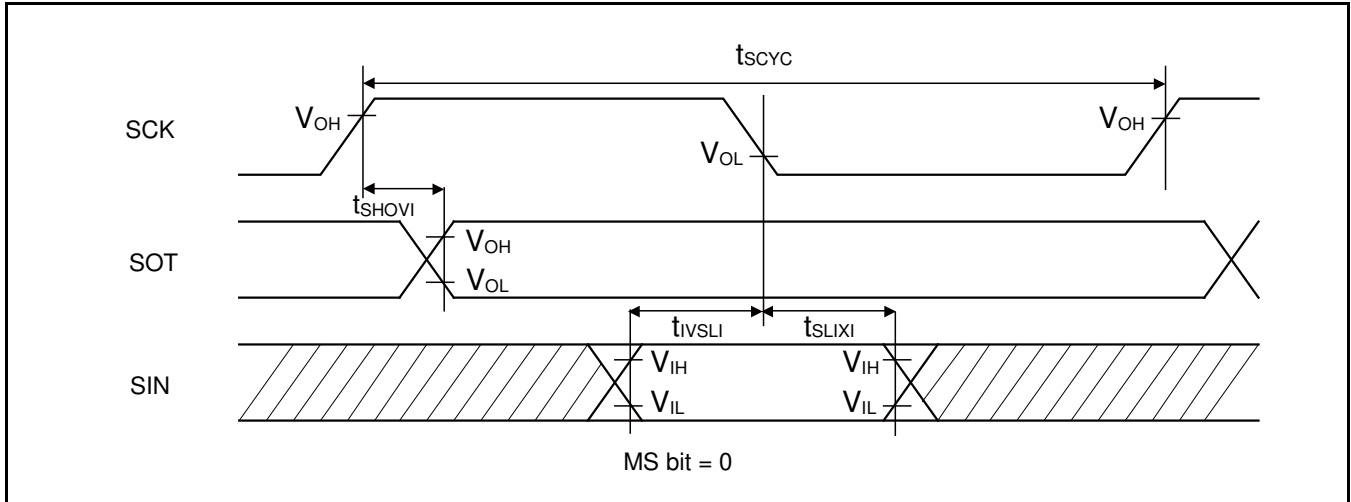 tSCYC
SCK
VOH
VOL
VOH
tSHOVI
SOT
VOH
VOL
tIVSLI
tSLIXI
SIN
VIH
VIH
VIL
VIL
MS bit = 0